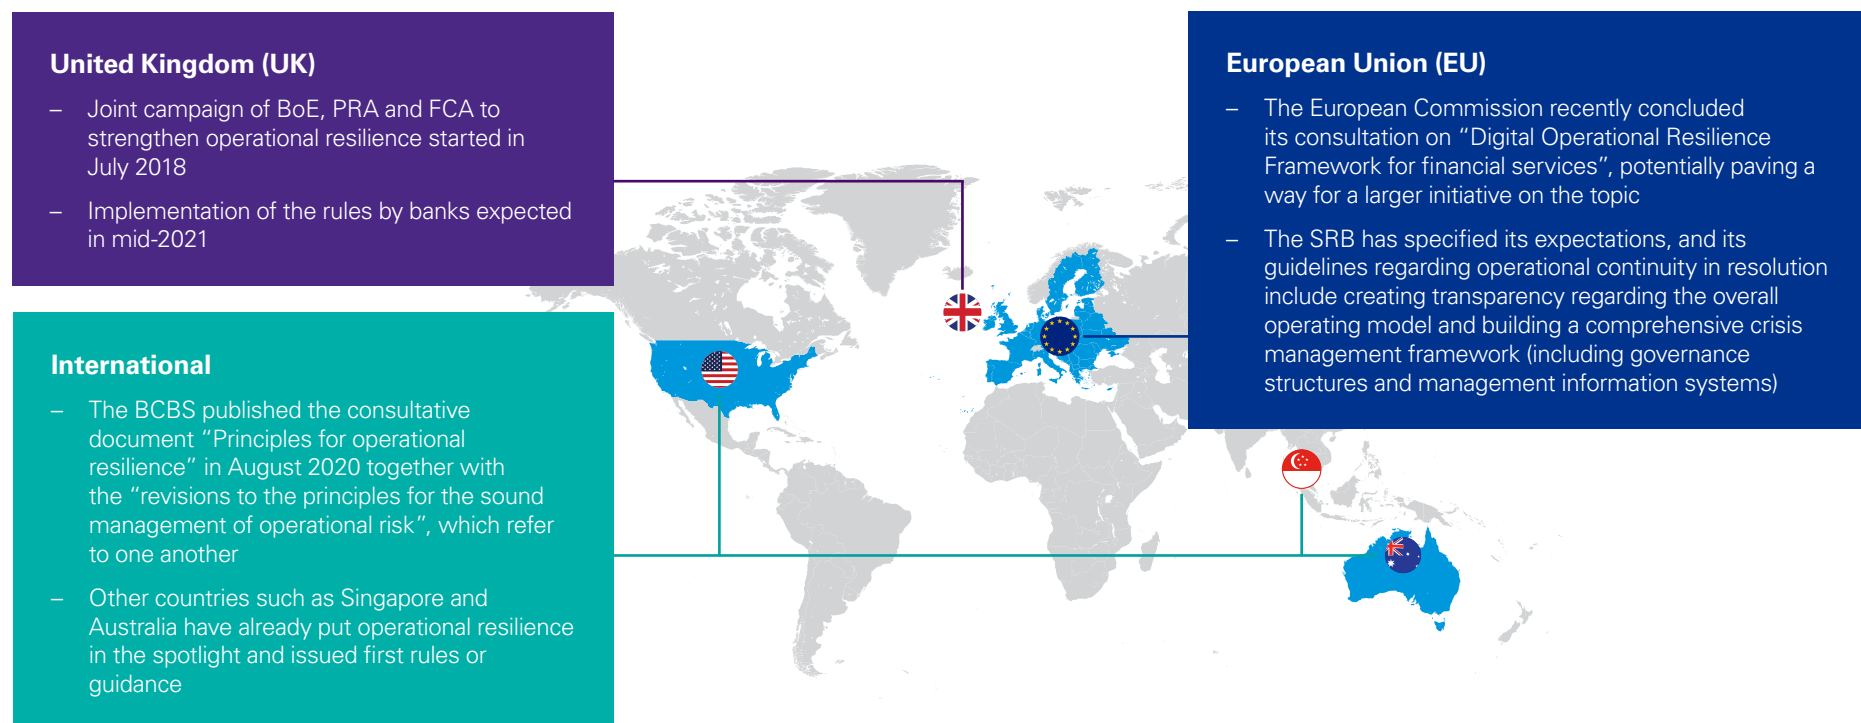 United Kingdom (UK)
– Joint campaign of BoE, PRA and FCA to
strengthen operational resilience started in
July 2018
– Implementation of the rules by banks expected
in mid-2021
International
– The BCBS published the consultative
document “Principles for operational
resilience” in August 2020 together with
the “revisions to the principles for the sound
management of operational risk”, which refer
to one another
– Other countries such as Singapore and
Australia have already put operational resilience
in the spotlight and issued first rules or
guidance
European Union (EU)
– The European Commission recently concluded
its consultation on “Digital Operational Resilience
Framework for financial services”, potentially paving a
way for a larger initiative on the topic
– The SRB has specified its expectations, and its
guidelines regarding operational continuity in resolution
include creating transparency regarding the overall
operating model and building a comprehensive crisis
management framework (including governance
structures and management information systems)